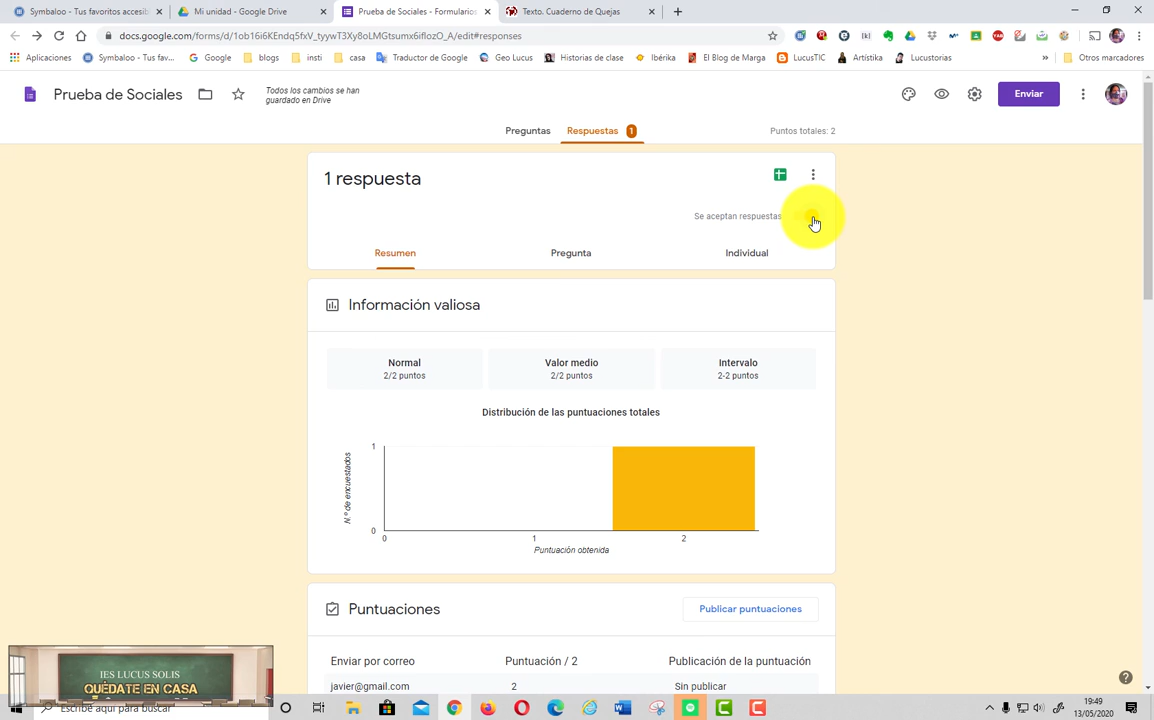 Symbaloo - Tus favoritos accesib
Mi unidad - Google Drive
Prueba de Sociales - Formularios
Texto. Cuaderno de Quejas
docs.google.com/forms/d/1ob16i6KEndq5fxV_tyywT3Xy8oLMGtsumx6iflozO_A/edit#responses
Aplicaciones
Symbaloo - Tus fav...
Google
blogs
insti
casa
Traductor de Google
Geo Lucus
Historias de clase
Ibérika
El Blog de Marga
LucusTIC
Artístika
Lucustorias
»
Otros marcadores
Prueba de Sociales
Todos los cambios se han
guardado en Drive
Enviar
Preguntas
Respuestas 1
Puntos totales: 2
1 respuesta
Se aceptan respuestas
Resumen
Pregunta
Individual
Información valiosa
Normal
2/2 puntos
Valor medio
2/2 puntos
Intervalo
2-2 puntos
Distribución de las puntuaciones totales
N.º de encuestados
1
0
0
1
2
Puntuación obtenida
Puntuaciones
Publicar puntuaciones
Enviar por correo
Puntuación / 2
Publicación de la puntuación
javier@gmail.com
2
Sin publicar
IES LUCUS SOLIS
QUÉDATE EN CASA
Escribe aquí para buscar
19:49
13/05/2020